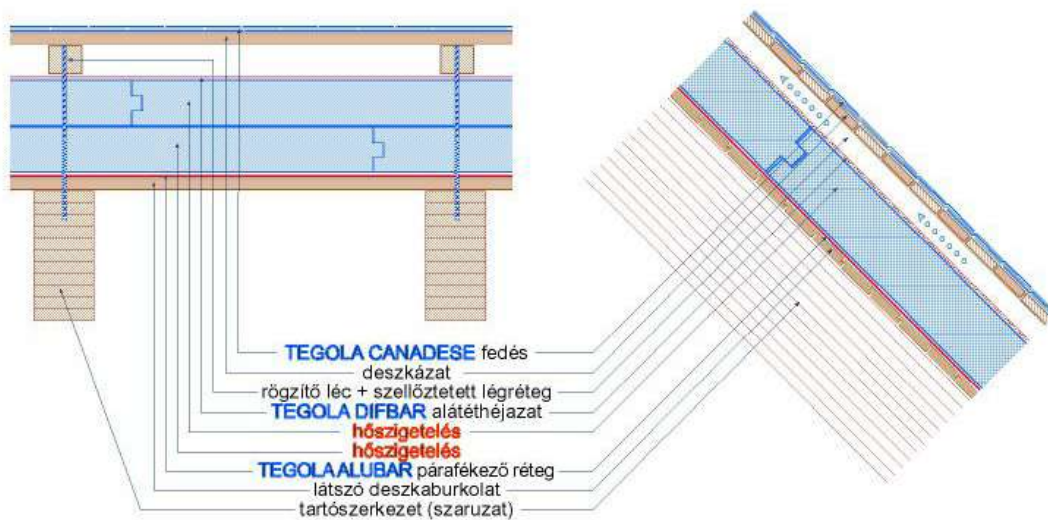 TEGOLA CANADESE fedés
deszkázat
rögzítő léc + szellőztetett légréteg
TEGOLA DIFBAR alátéthéjazat
hőszigetelés
hőszigetelés
TEGOLA ALUBAR párafékező réteg
látszó deszkaburkolat
tartószerkezet (szaruzat)